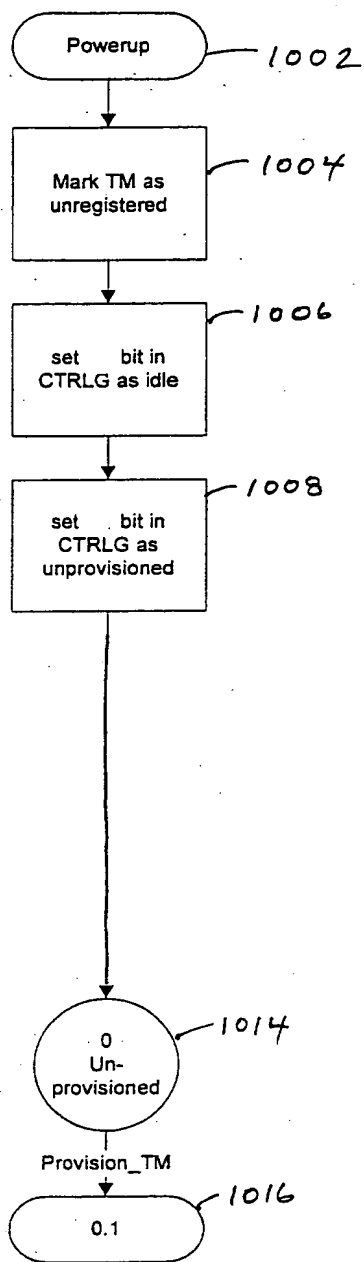 Powerup
1002
Mark TM as
unregistered
1004
set bit in
CTRLG as idle
1006
set bit in
CTRLG as
unprovisioned
1008
0
Un-
provisioned
1014
Provision_TM
0.1
1016